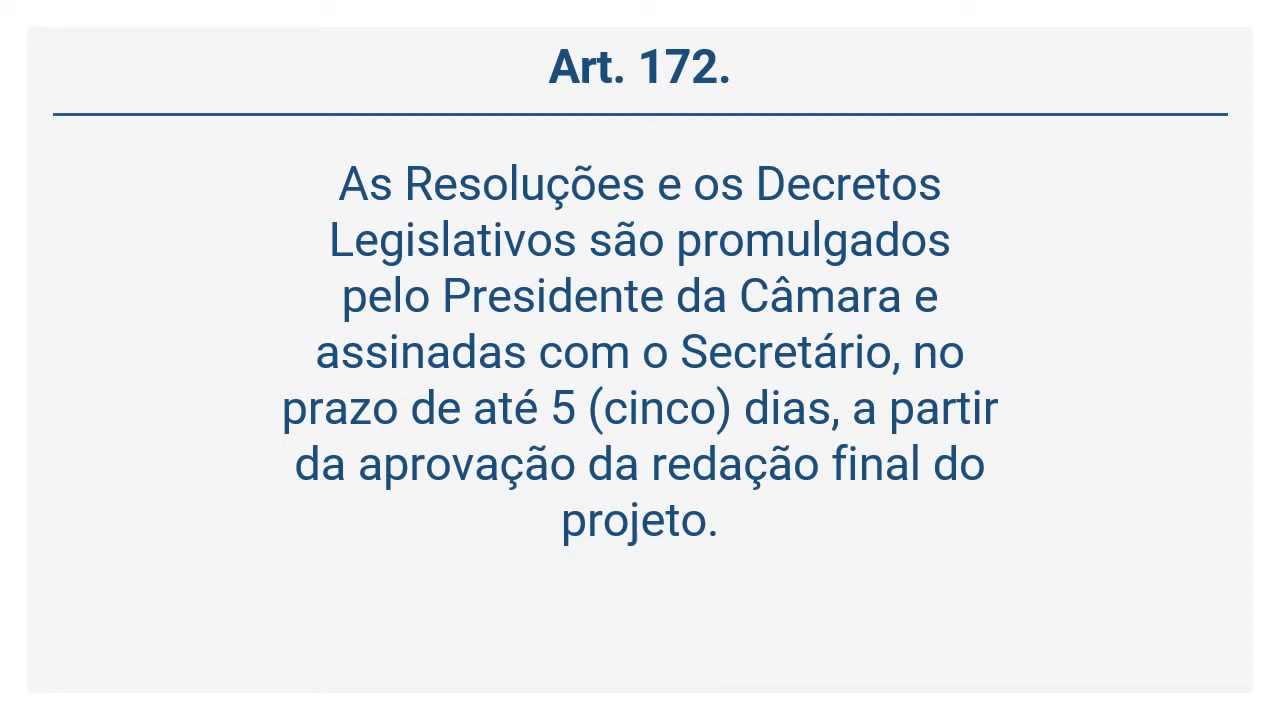 Art. 172.
As Resoluções e os Decretos
Legislativos são promulgados
pelo Presidente da Câmara e
assinadas com o Secretário, no
prazo de até 5 (cinco) dias, a partir
da aprovação da redação final do
projeto.